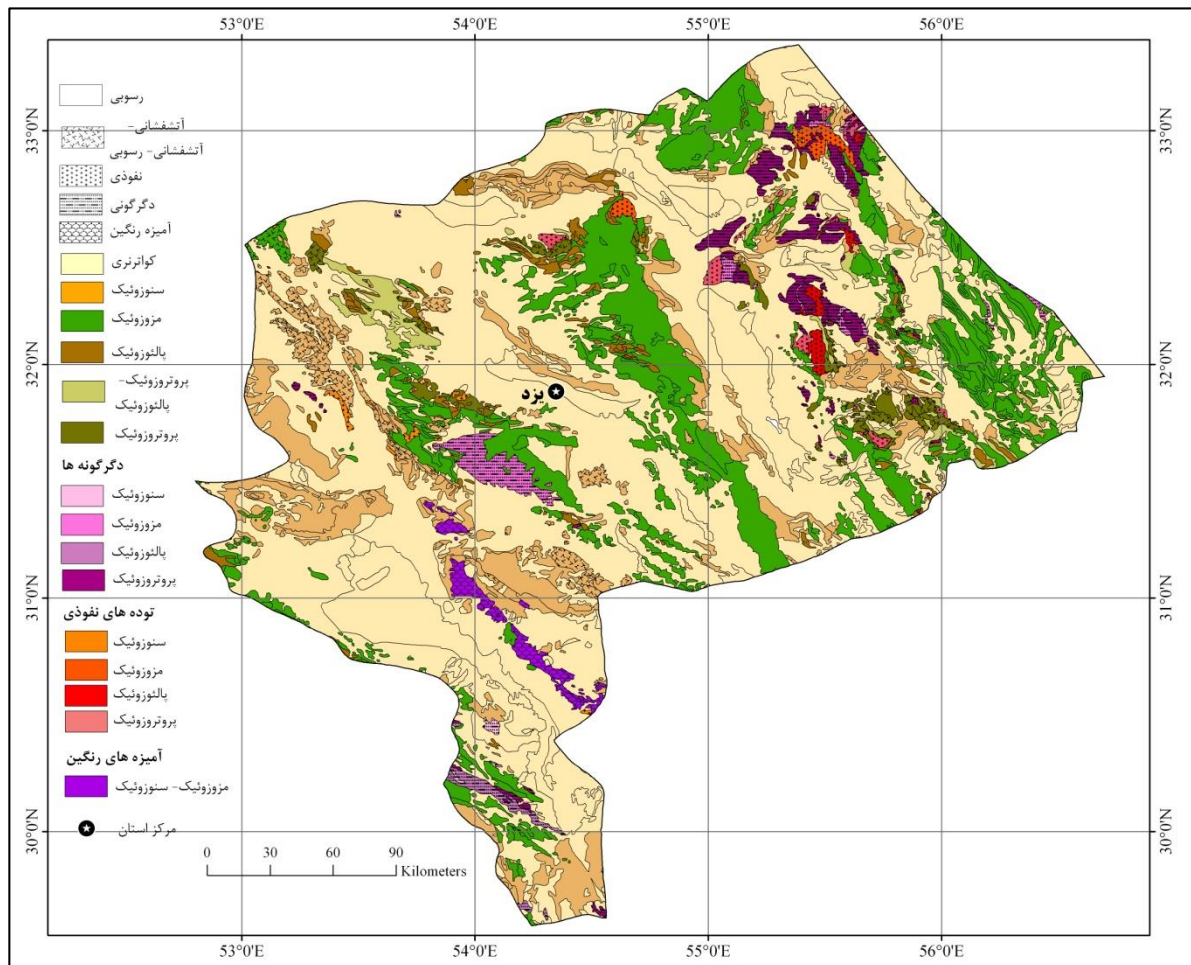 53°0'E
54°0'E
55°0'E
56°0'E
33°0'N
32°0'N
31°0'N
30°0'N
33°0'N
32°0'N
31°0'N
30°0'N
رسوبی
آتشفشانی-
آتشفشانی- رسوبی
نفوذی
دگرگونی
آمیزه رنگین
کواترنری
سنوزوئیک
مزوزوئیک
پالئوزوئیک
پروتروزوئیک-
پالئوزوئیک
پروتروزوئیک
دگرگونه ها
سنوزوئیک
مزوزوئیک
پالئوزوئیک
پروتروزوئیک
توده های نفوذی
سنوزوئیک
مزوزوئیک
پالئوزوئیک
پروتروزوئیک
آمیزه های رنگین
مزوزوئیک- سنوزوئیک
مرکز استان
یزد
0 30 60 90
Kilometers
53°0'E
54°0'E
55°0'E
56°0'E